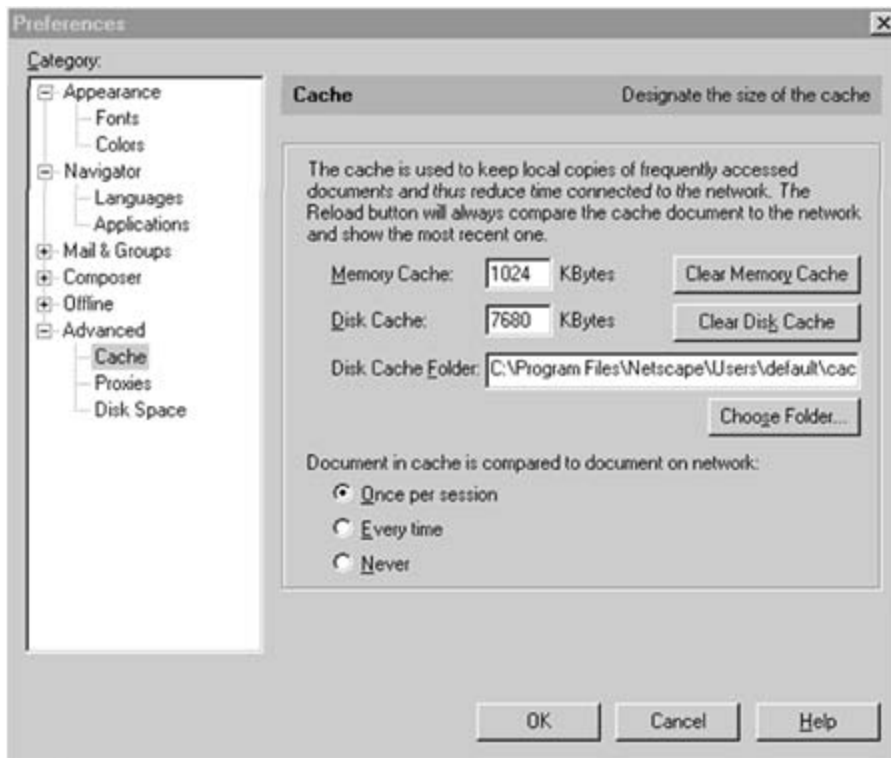 Preferences
Category:
Appearance
Fonts
Colors
Navigator
Languages
Applications
Mail & Groups
Composer
Offline
Advanced
Cache
Proxies
Disk Space
Cache Designate the size of the cache
The cache is used to keep local copies of frequently accessed
documents and thus reduce time connected to the network. The
Reload button will always compare the cache document to the network
and show the most recent one.
Memory Cache: 1024 KBytes Clear Memory Cache
Disk Cache: 7680 KBytes Clear Disk Cache
Disk Cache Folder: C:\Program Files\Netscape\Users\default\cac
Choose Folder...
Document in cache is compared to document on network:
Once per session
Every time
Never
OK Cancel Help